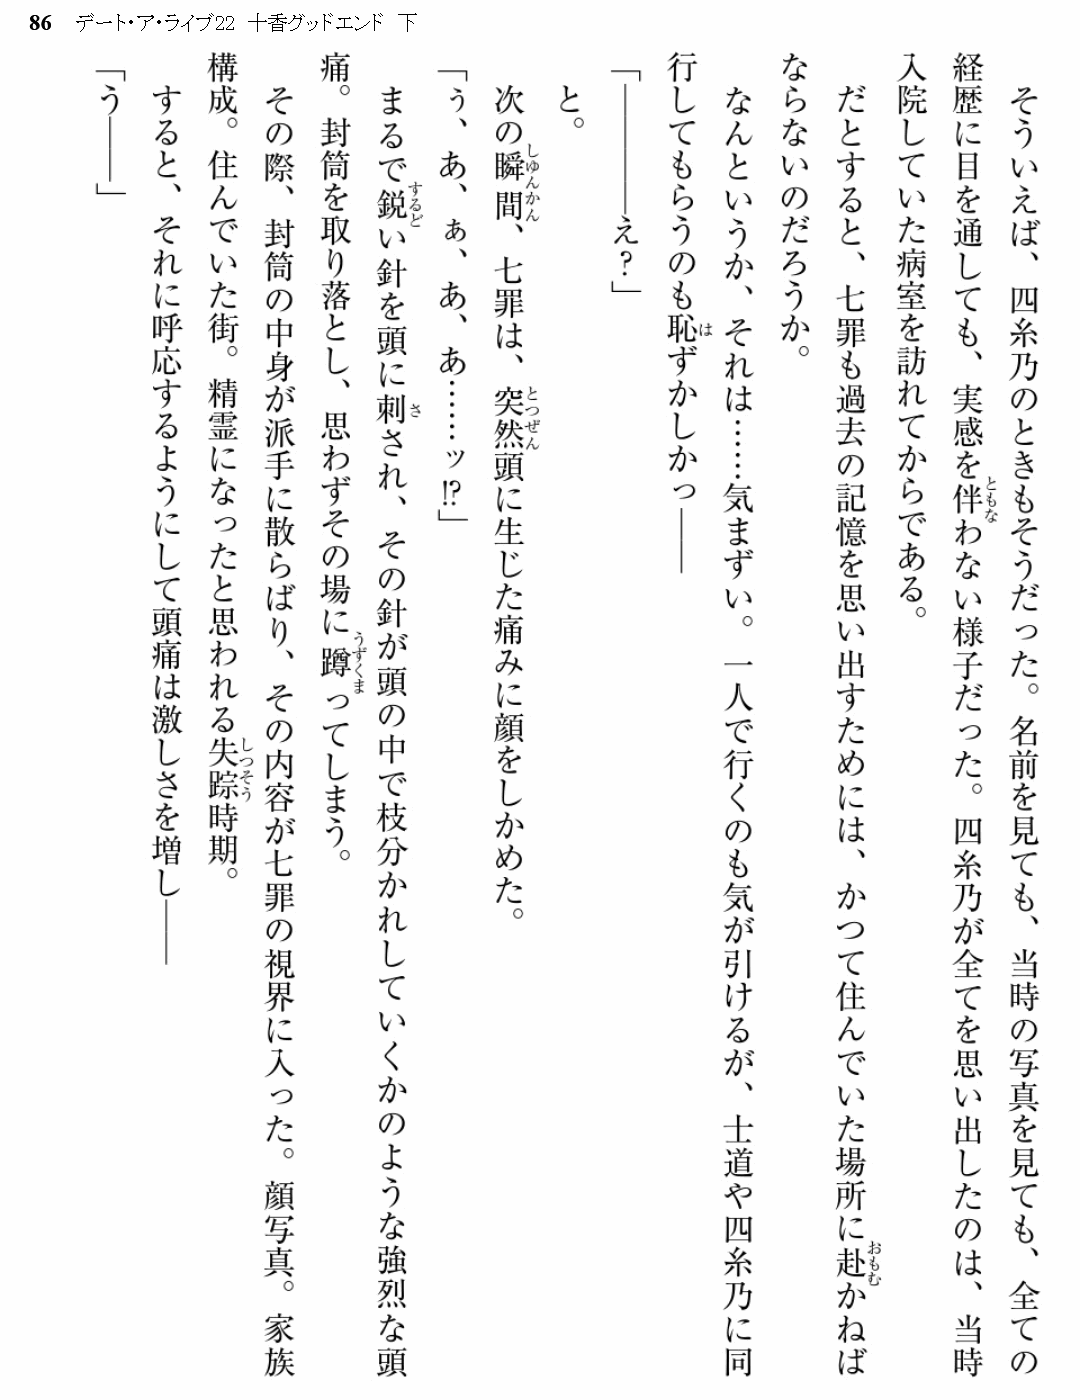 86 デート・ア・ライブ22 十香グッドエンド 下
そういえば、四糸乃のときもそうだった。名前を見ても、当時の写真を見ても、全ての
経歴に目を通しても、実感を伴わない様子だった。四糸乃が全てを思い出したのは、当時
入院していた病室を訪れてからである。
だとすると、七罪も過去の記憶を思い出すためには、かつて住んでいた場所に赴かねば
ならないのだろうか。
なんというか、それは……気まずい。一人で行くのも気が引けるが、士道や四糸乃に同
行してもらうのも恥ずかしかっ――
「――――え?」
と。
次の瞬間、七罪は、突然頭に生じた痛みに顔をしかめた。
「ぅ、あ、ぁ、あ、あ……ッ!?」
まるで鋭い針を頭に刺され、その針が頭の中で枝分かれしていくかのような強烈な頭
痛。封筒を取り落とし、思わずその場に蹲ってしまう。
その際、封筒の中身が派手に散らばり、その内容が七罪の視界に入った。顔写真。家族
構成。住んでいた街。精霊になったと思われる失踪時期。
すると、それに呼応するようにして頭痛は激しさを増し――
「う――」